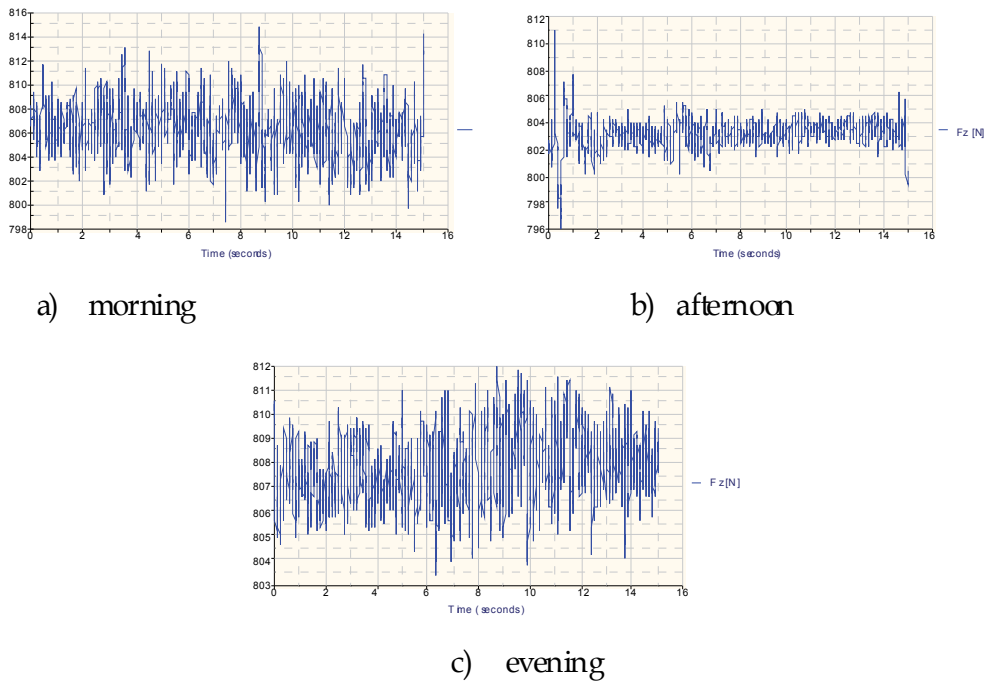 816
814
812
810
808
806
804
802
800
798
0 2 4 6 8 10 12 14 16
Time (seconds)
a) morning
812
810
808
806
804
802
800
798
796
0 2 4 6 8 10 12 14 16
Time (seconds)
Fz [N]
b) afternoon
812
811
810
809
808
807
806
805
804
803
0 2 4 6 8 10 12 14 16
Time (seconds)
Fz [N]
c) evening